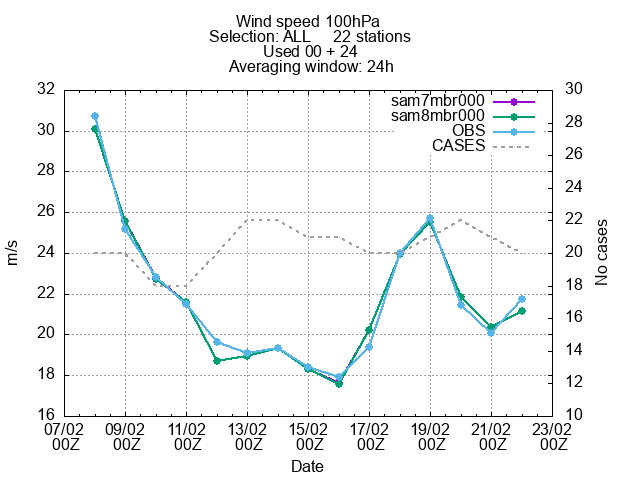 Wind speed 100hPa
Selection: ALL 22 stations
Used 00 + 24
Averaging window: 24h
sam7mbr000
sam8mbr000
OBS
CASES
32
30
28
26
24
22
20
18
16
m/s
30
28
26
24
22
20
18
16
14
12
10
No cases
07/02 09/02 11/02 13/02 15/02 17/02 19/02 21/02 23/02
00Z 00Z 00Z 00Z 00Z 00Z 00Z 00Z 00Z
Date